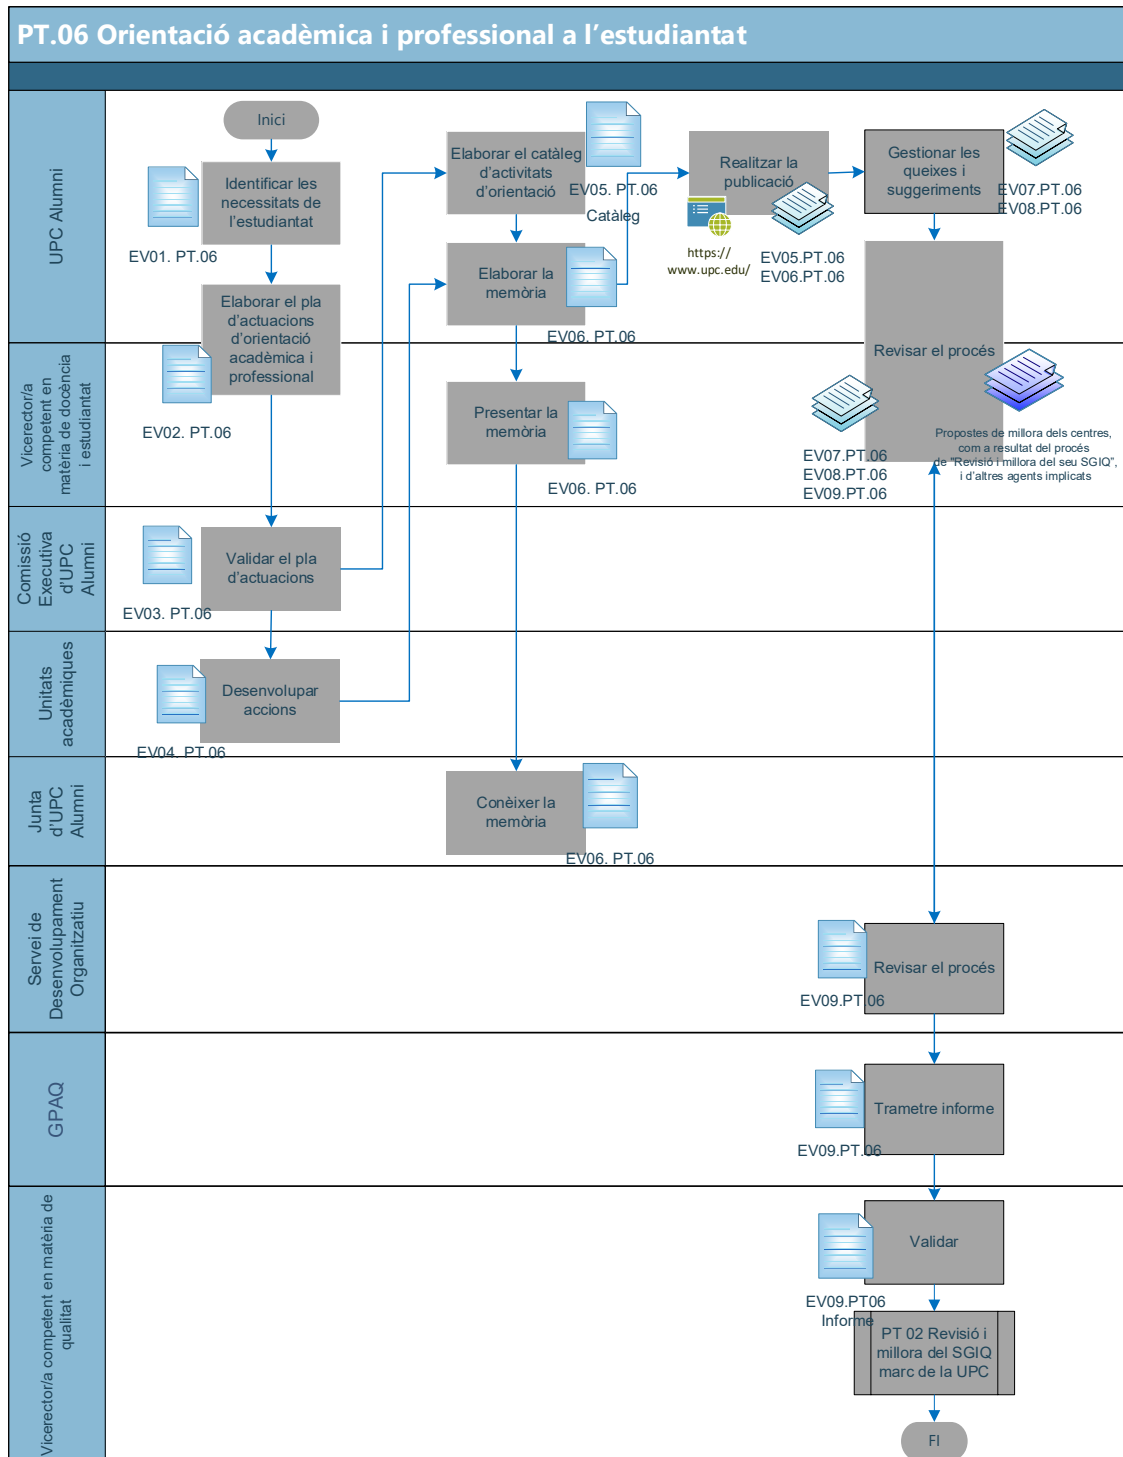 PT.06 Orientació acadèmica i professional a l'estudiantat
UPC Alumni
Inici
Identificar les
necessitats de
l'estudiantat
EV01. PT.06
Elaborar el pla
d'actuacions
d'orientació
acadèmica i
professional
EV02. PT.06
Elaborar el catàleg
d'activitats
d'orientació
EV05. PT.06
Catàleg
Elaborar la
memòria
EV06. PT.06
Realitzar la
publicació
https://
www.upc.edu/
EV05.PT.06
EV06.PT.06
Gestionar les
queixes i
suggeriments
EV07.PT.06
EV08.PT.06
Revisar el procés
Vicerector/a
competent en
matèria de docència
i estudiantat
Presentar la
memòria
EV06. PT.06
EV07.PT.06
EV08.PT.06
EV09.PT.06
Propostes de millora dels centres,
com a resultat del procés
de "Revisió i millora del seu SGIQ",
i d'altres agents implicats
Comissió
Executiva
d'UPC
Alumni
Validar el pla
d'actuacions
EV03. PT.06
Unitats
acadèmiques
Desenvolupar
accions
EV04. PT.06
Junta
d'UPC
Alumni
Conèixer la
memòria
EV06. PT.06
Servei de
Desenvolupament
Organitzatiu
Revisar el procés
EV09.PT.06
GPAQ
Trametre informe
EV09.PT.06
Vicerector/a competent en matèria de
qualitat
Validar
EV09.PT06
Informe
PT 02 Revisió i
millora del SGIQ
marc de la UPC
FI